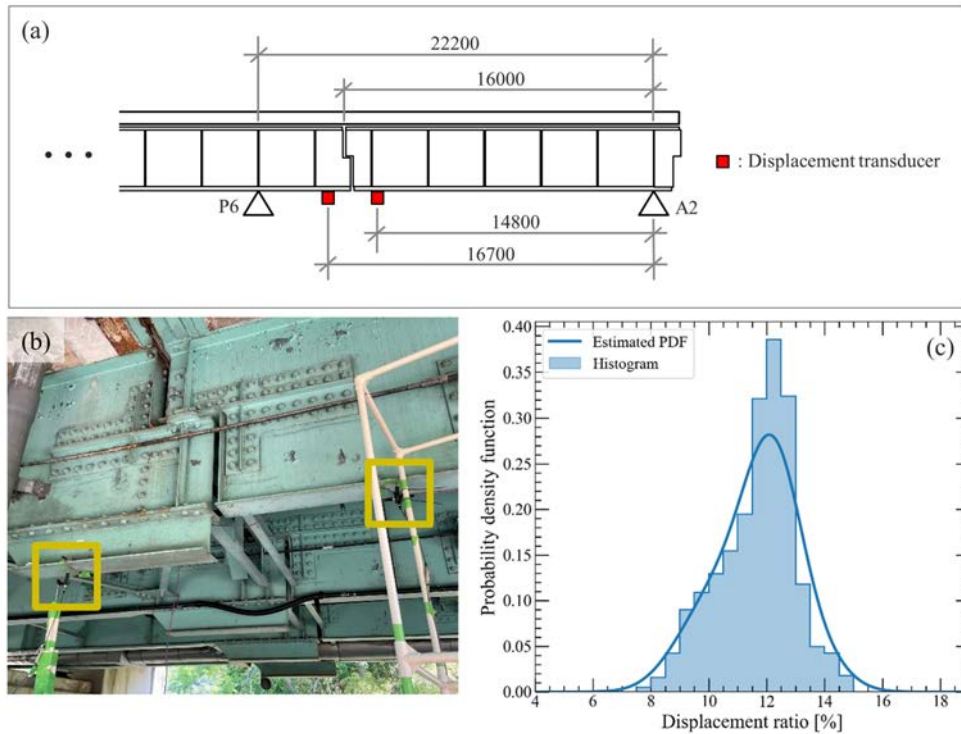 (a)
22200
16000
• • •
: Displacement transducer
P6
A2
14800
16700
(b)
(c)
Estimated PDF
Histogram
Probability density function
0.40
0.35
0.30
0.25
0.20
0.15
0.10
0.05
0.00
4 6 8 10 12 14 16 18
Displacement ratio [%]